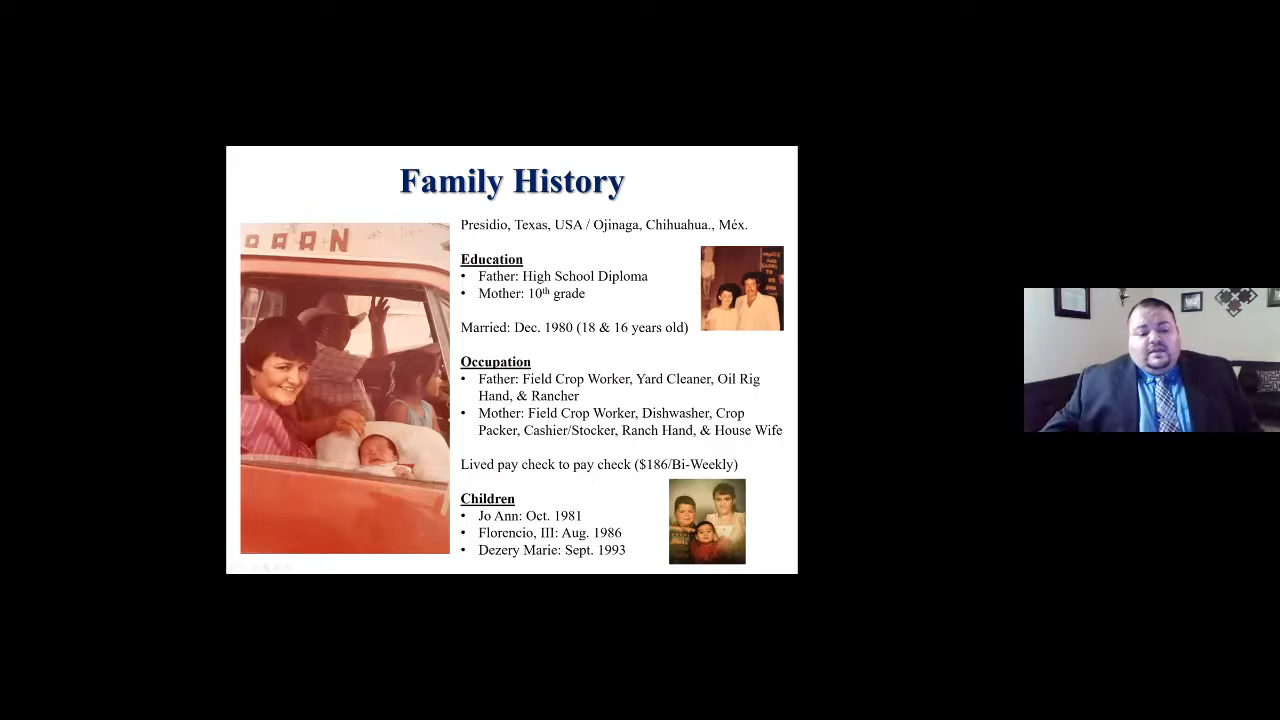 Family History
Presidio, Texas, USA / Ojinaga, Chihuahua., Méx.
Education
• Father: High School Diploma
• Mother: 10th grade
Married: Dec. 1980 (18 & 16 years old)
Occupation
• Father: Field Crop Worker, Yard Cleaner, Oil Rig
Hand, & Rancher
• Mother: Field Crop Worker, Dishwasher, Crop
Packer, Cashier/Stocker, Ranch Hand, & House Wife
Lived pay check to pay check ($186/Bi-Weekly)
Children
• Jo Ann: Oct. 1981
• Florencio, III: Aug. 1986
• Dezery Marie: Sept. 1993